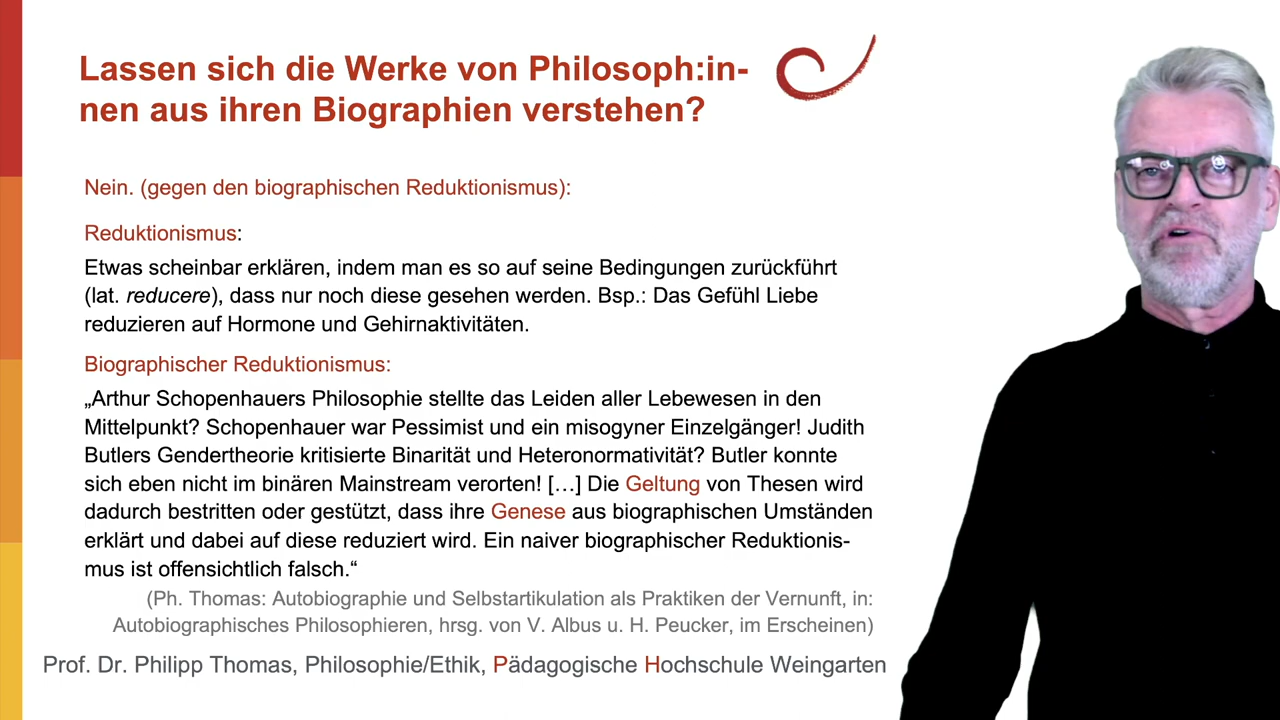 Lassen sich die Werke von Philosoph:in-
nen aus ihren Biographien verstehen?
Nein. (gegen den biographischen Reduktionismus):
Reduktionismus:
Etwas scheinbar erklären, indem man es so auf seine Bedingungen zurückführt
(lat. reducere), dass nur noch diese gesehen werden. Bsp.: Das Gefühl Liebe
reduzieren auf Hormone und Gehirnaktivitäten.
Biographischer Reduktionismus:
„Arthur Schopenhauers Philosophie stellte das Leiden aller Lebewesen in den
Mittelpunkt? Schopenhauer war Pessimist und ein misogyner Einzelgänger! Judith
Butlers Gendertheorie kritisierte Binarität und Heteronormativität? Butler konnte
sich eben nicht im binären Mainstream verorten! […] Die Geltung von Thesen wird
dadurch bestritten oder gestützt, dass ihre Genese aus biographischen Umständen
erklärt und dabei auf diese reduziert wird. Ein naiver biographischer Reduktionis-
mus ist offensichtlich falsch.“
(Ph. Thomas: Autobiographie und Selbstartikulation als Praktiken der Vernunft, in:
Autobiographisches Philosophieren, hrsg. von V. Albus u. H. Peucker, im Erscheinen)
Prof. Dr. Philipp Thomas, Philosophie/Ethik, Pädagogische Hochschule Weingarten